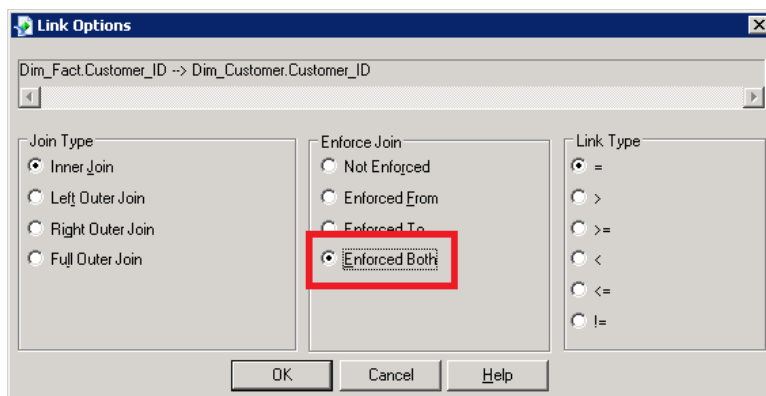 Link Options
Dim_Fact.Customer_ID --> Dim_Customer.Customer_ID
Join Type
Inner Join
Left Outer Join
Right Outer Join
Full Outer Join
Enforce Join
Not Enforced
Enforced From
Enforced To
Enforced Both
Link Type
=
>
>=
<
<=
!=
OK
Cancel
Help